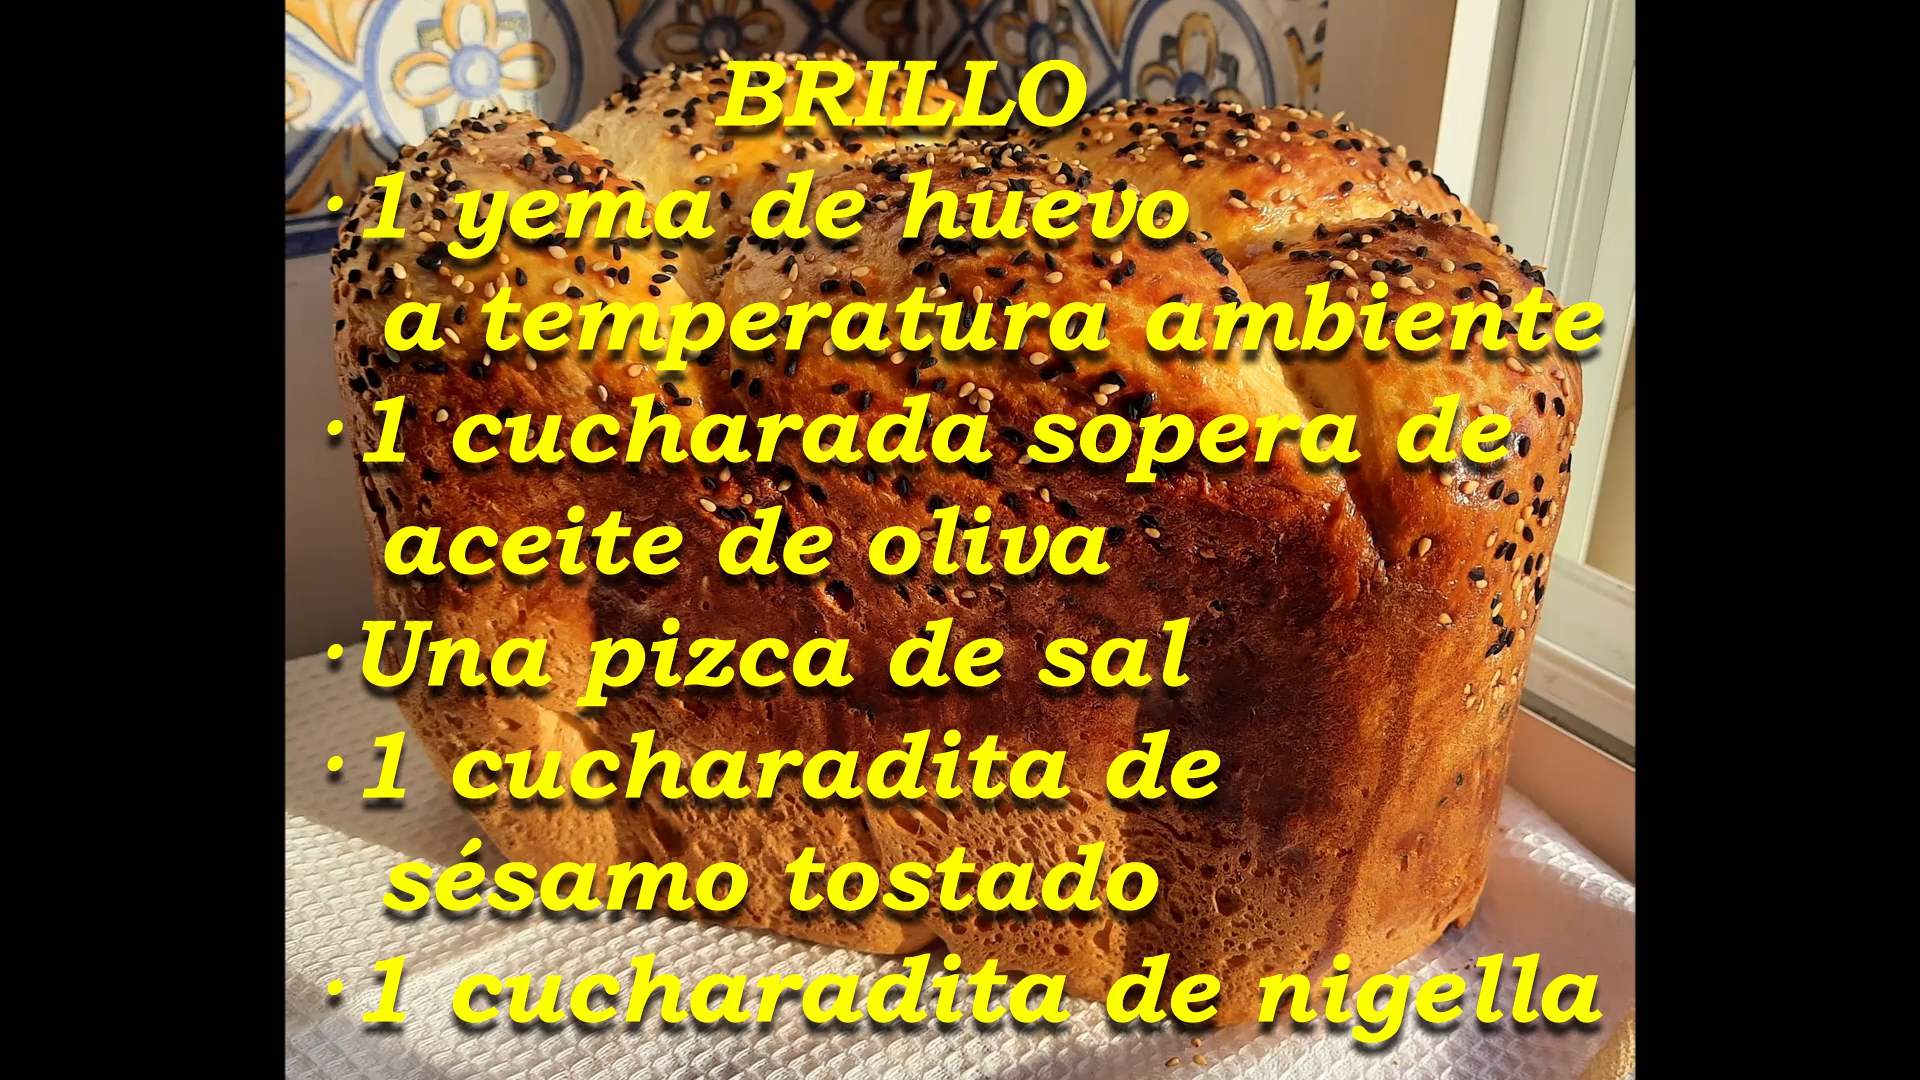 BRILLO
·1 yema de huevo
a temperatura ambiente
·1 cucharada sopera de
aceite de oliva
·Una pizca de sal
·1 cucharadita de
sésamo tostado
·1 cucharadita de nigella